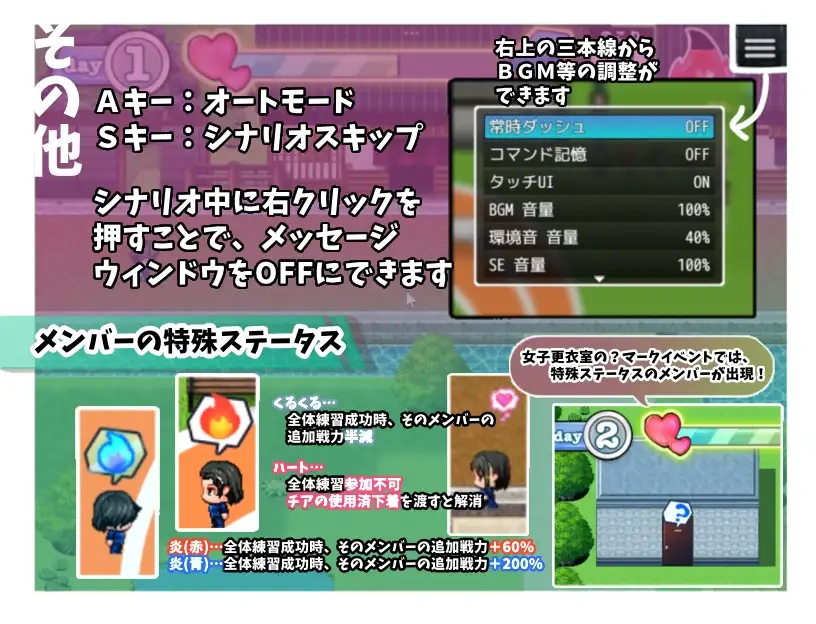 その他
day 1
Aキー：オートモード
Sキー：シナリオスキップ
シナリオ中に右クリックを
押すことで、メッセージ
ウィンドウをOFFにできます
右上の三本線から
BGM等の調整が
できます
常時ダッシュ OFF
コマンド記憶 OFF
タッチUI ON
BGM 音量 100%
環境音 音量 40%
SE 音量 100%
メンバーの特殊ステータス
女子更衣室の？マークイベントでは、
特殊ステータスのメンバーが出現！
くるくる…
全体練習成功時、そのメンバーの
追加戦力半減
ハート…
全体練習参加不可
チアの使用済下着を渡すと解消
炎(赤)…全体練習成功時、そのメンバーの追加戦力＋60%
炎(青)…全体練習成功時、そのメンバーの追加戦力＋200%
day 2
?